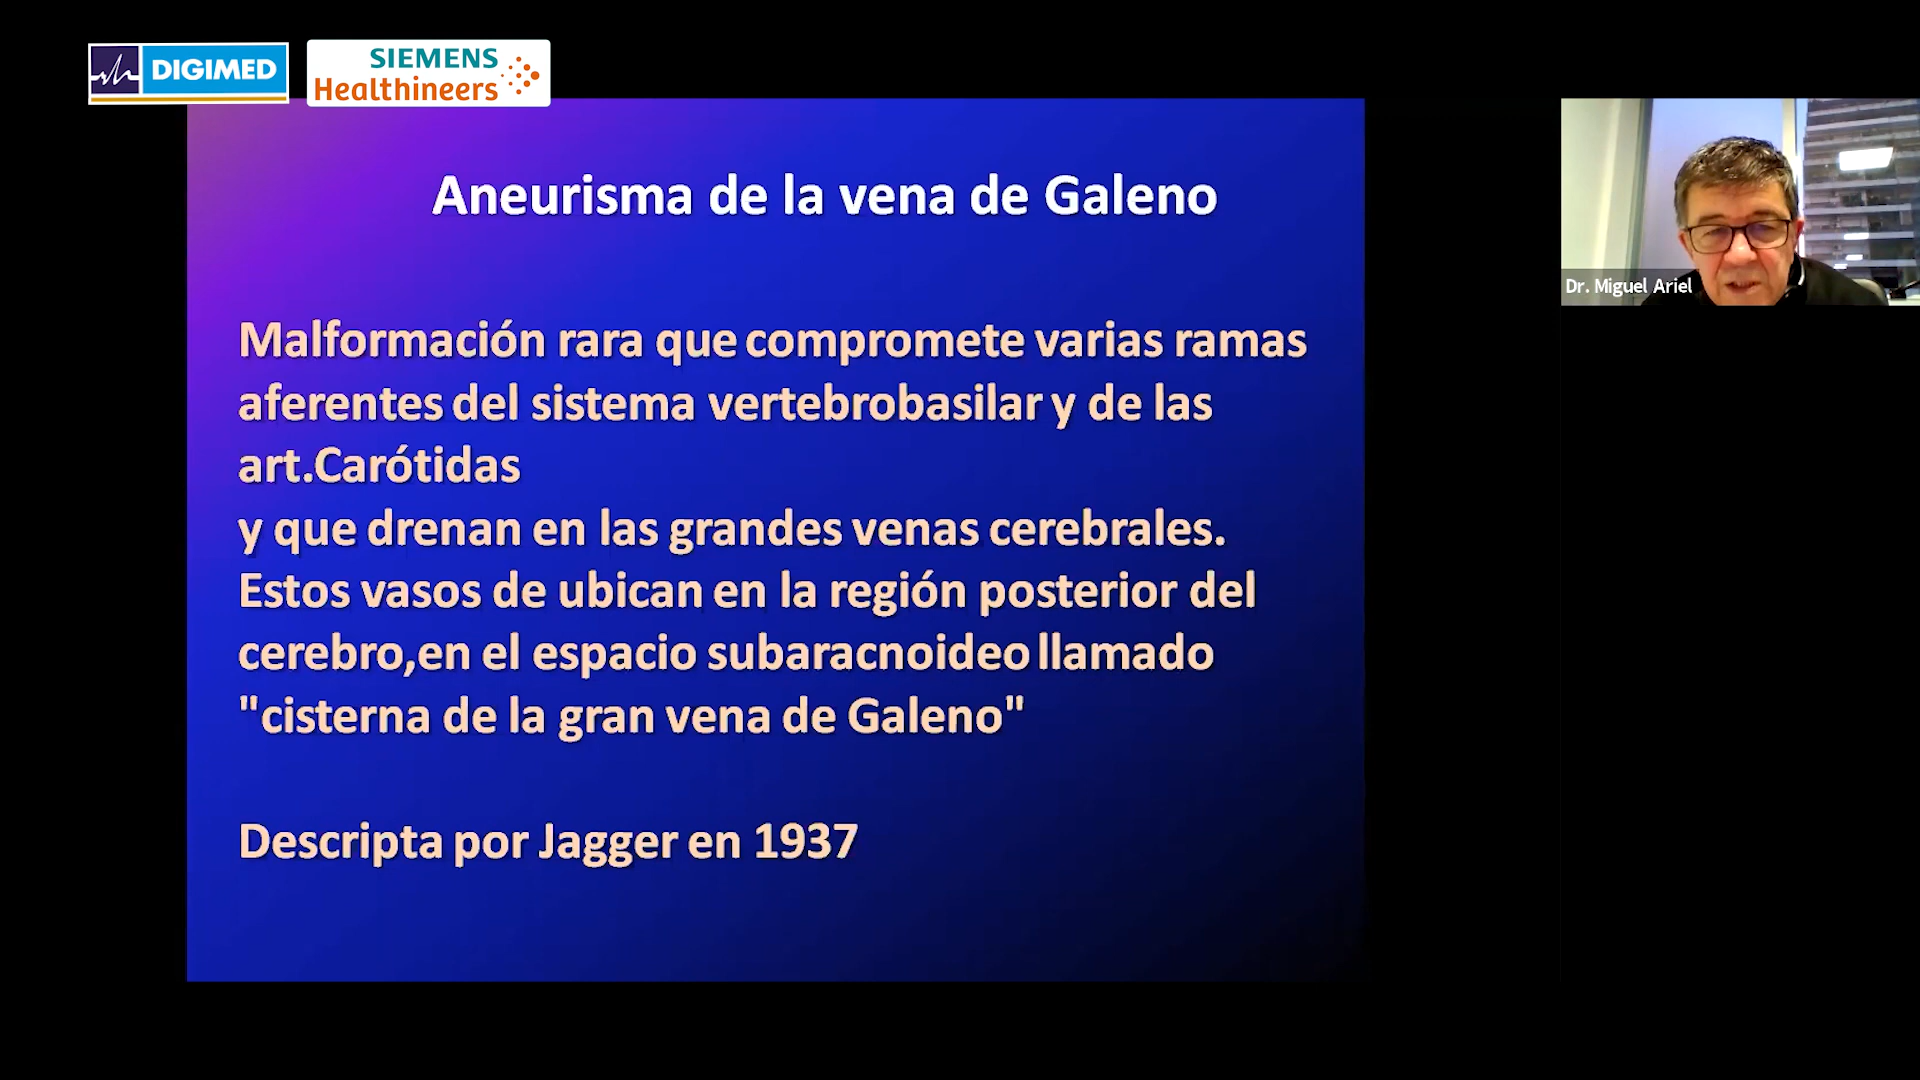 DIGIMED
SIEMENS
Healthineers
Aneurisma de la vena de Galeno
Malformación rara que compromete varias ramas
aferentes del sistema vertebrobasilar y de las
art.Carótidas
y que drenan en las grandes venas cerebrales.
Estos vasos de ubican en la región posterior del
cerebro,en el espacio subaracnoideo llamado
"cisterna de la gran vena de Galeno"
Descripta por Jagger en 1937
Dr. Miguel Ariel